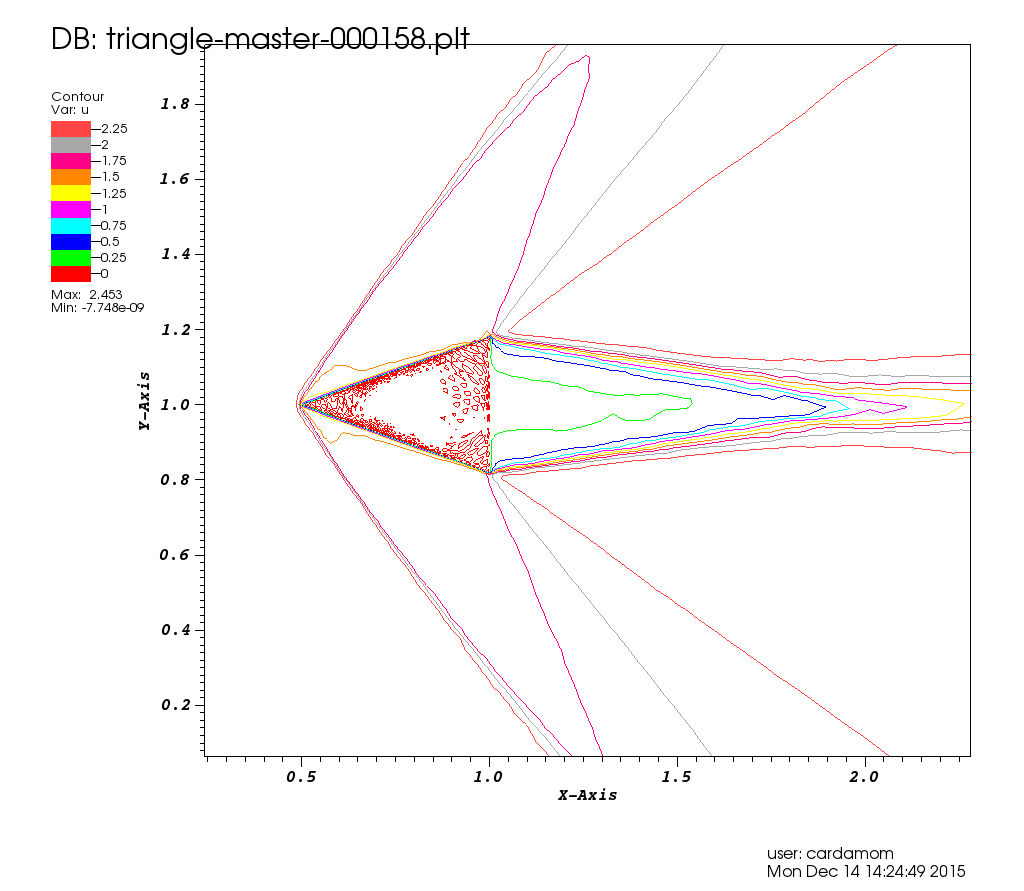 DB: triangle-master-000158.plt
Contour
Var: u
2.25
2
1.75
1.5
1.25
1
0.75
0.5
0.25
0
Max: 2.453
Min: -7.748e-09
1.8
1.6
1.4
1.2
1.0
0.8
0.6
0.4
0.2
Y-Axis
0.5 1.0 1.5 2.0
X-Axis
user: cardamom
Mon Dec 14 14:24:49 2015